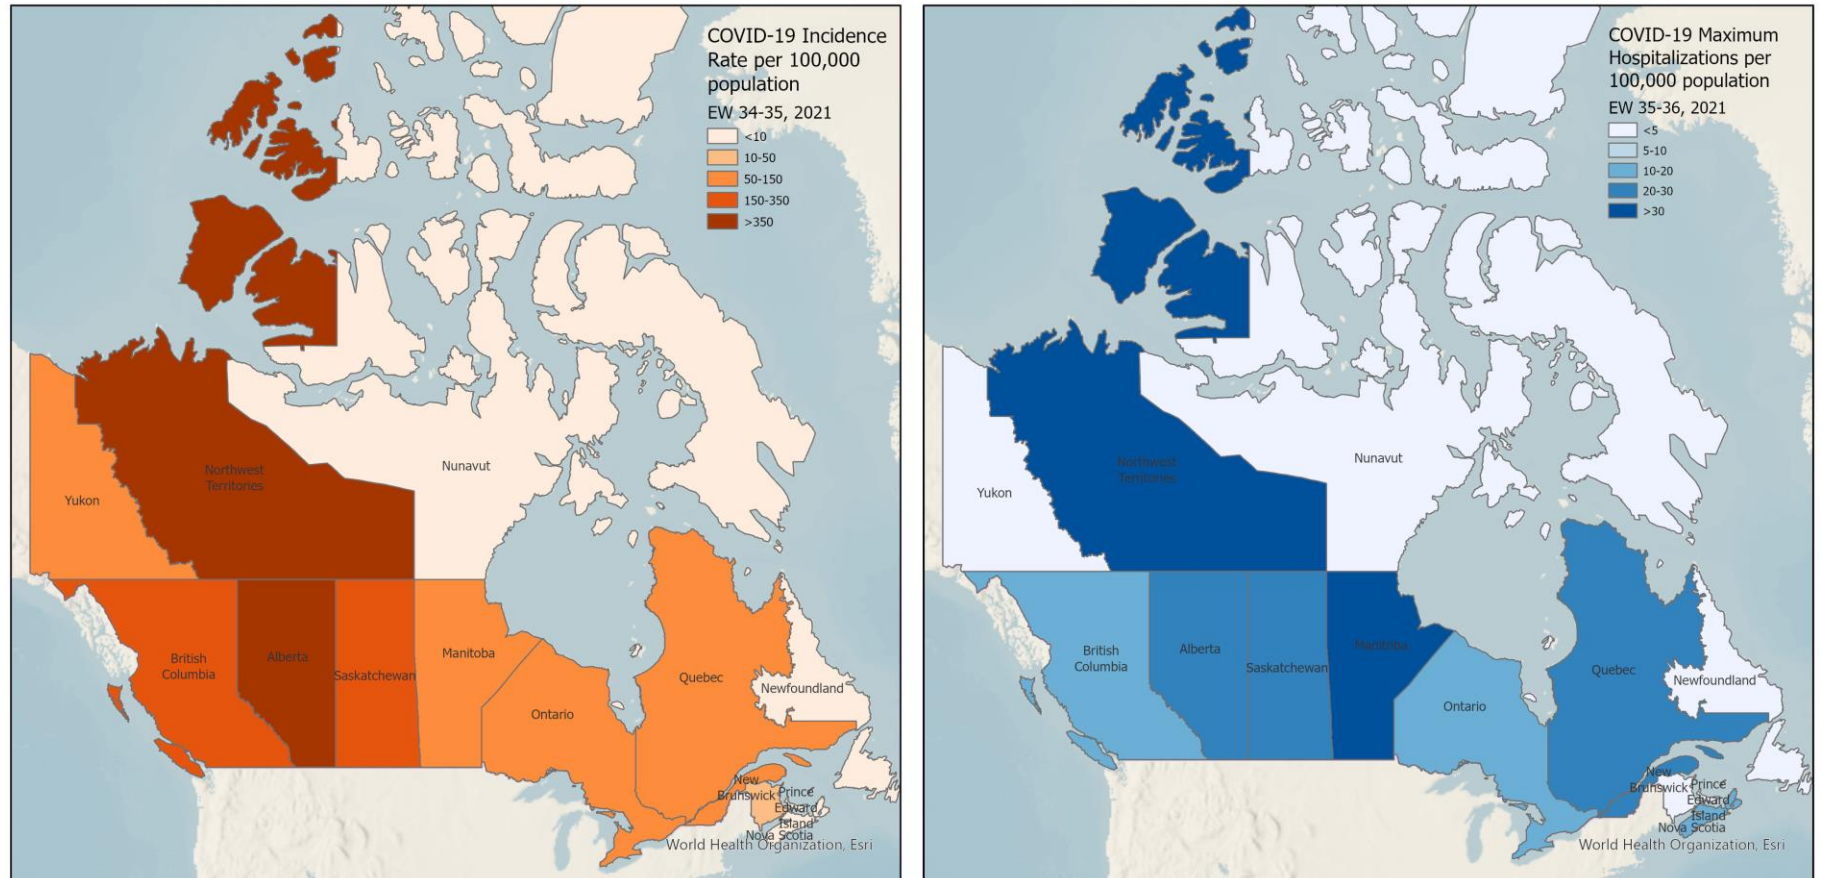 COVID-19 Incidence
Rate per 100,000
population
EW 34-35, 2021
<10
10-50
50-150
150-350
>350
Northwest
Territories
Nunavut
Yukon
British
Columbia
Alberta
Saskatchewan
Manitoba
Ontario
Quebec
Newfoundland
New
Brunswick
Prince
Edward
Island
Nova Scotia
World Health Organization, Esri
COVID-19 Maximum
Hospitalizations per
100,000 population
EW 35-36, 2021
<5
5-10
10-20
20-30
>30
Northwest
Territories
Nunavut
Yukon
British
Columbia
Alberta
Saskatchewan
Manitoba
Ontario
Quebec
Newfoundland
New
Brunswick
Prince
Edward
Island
Nova Scotia
World Health Organization, Esri